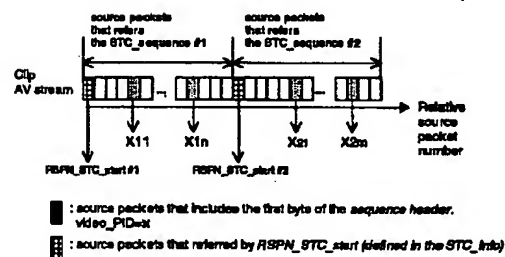 source packets source packets
that refers that refers
the STC_sequence #1 the STC_sequence #2
Clip
AV stream
... ...
Relative
source
packet
number
X11 X1n X21 X2m
RSPN_STC_start #1 RSPN_STC_start #2
: source packets that includes the first byte of the sequence header.
video_PID=x
: source packets that referred by RSPN_STC_start (defined in the STC_Info)